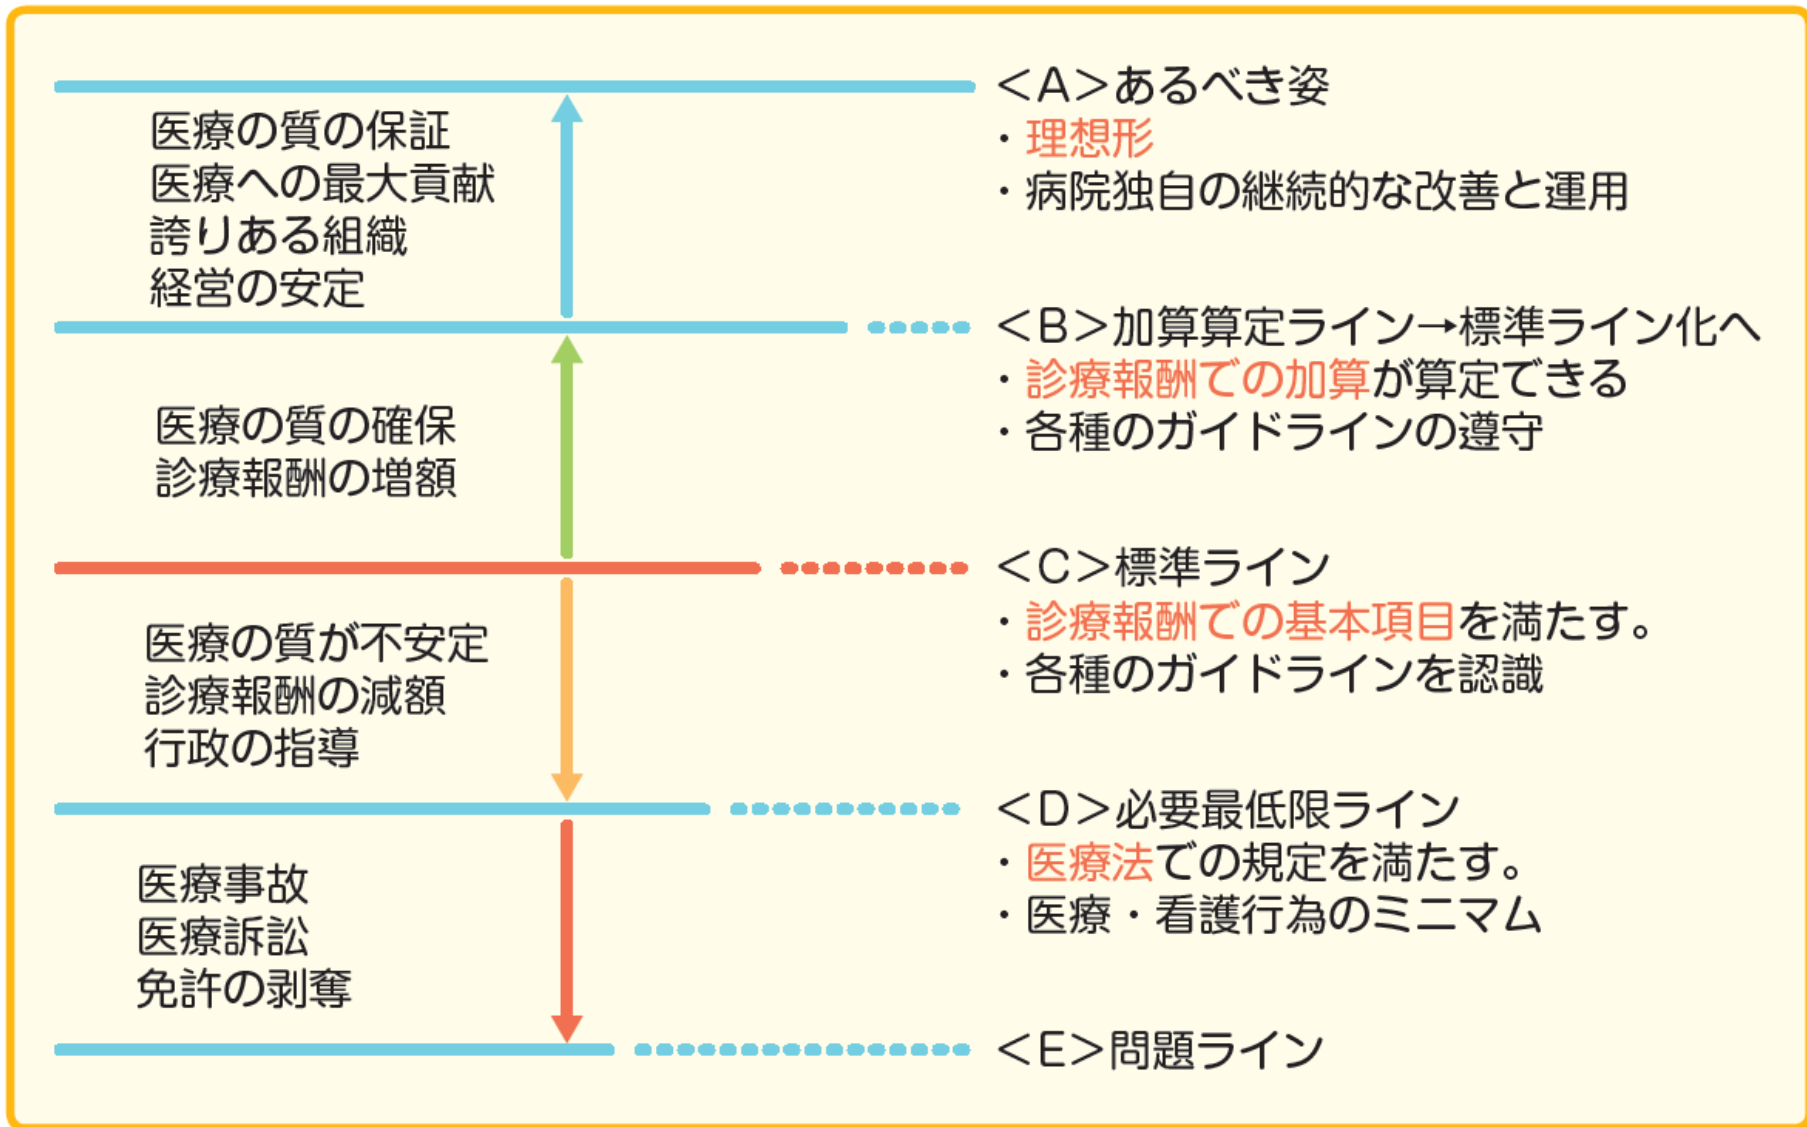 <A>あるべき姿
・理想形
・病院独自の継続的な改善と運用
医療の質の保証
医療への最大貢献
誇りある組織
経営の安定
<B>加算算定ライン→標準ライン化へ
・診療報酬での加算が算定できる
・各種のガイドラインの遵守
医療の質の確保
診療報酬の増額
<C>標準ライン
・診療報酬での基本項目を満たす。
・各種のガイドラインを認識
医療の質が不安定
診療報酬の減額
行政の指導
<D>必要最低限ライン
・医療法での規定を満たす。
・医療・看護行為のミニマム
医療事故
医療訴訟
免許の剥奪
<E>問題ライン